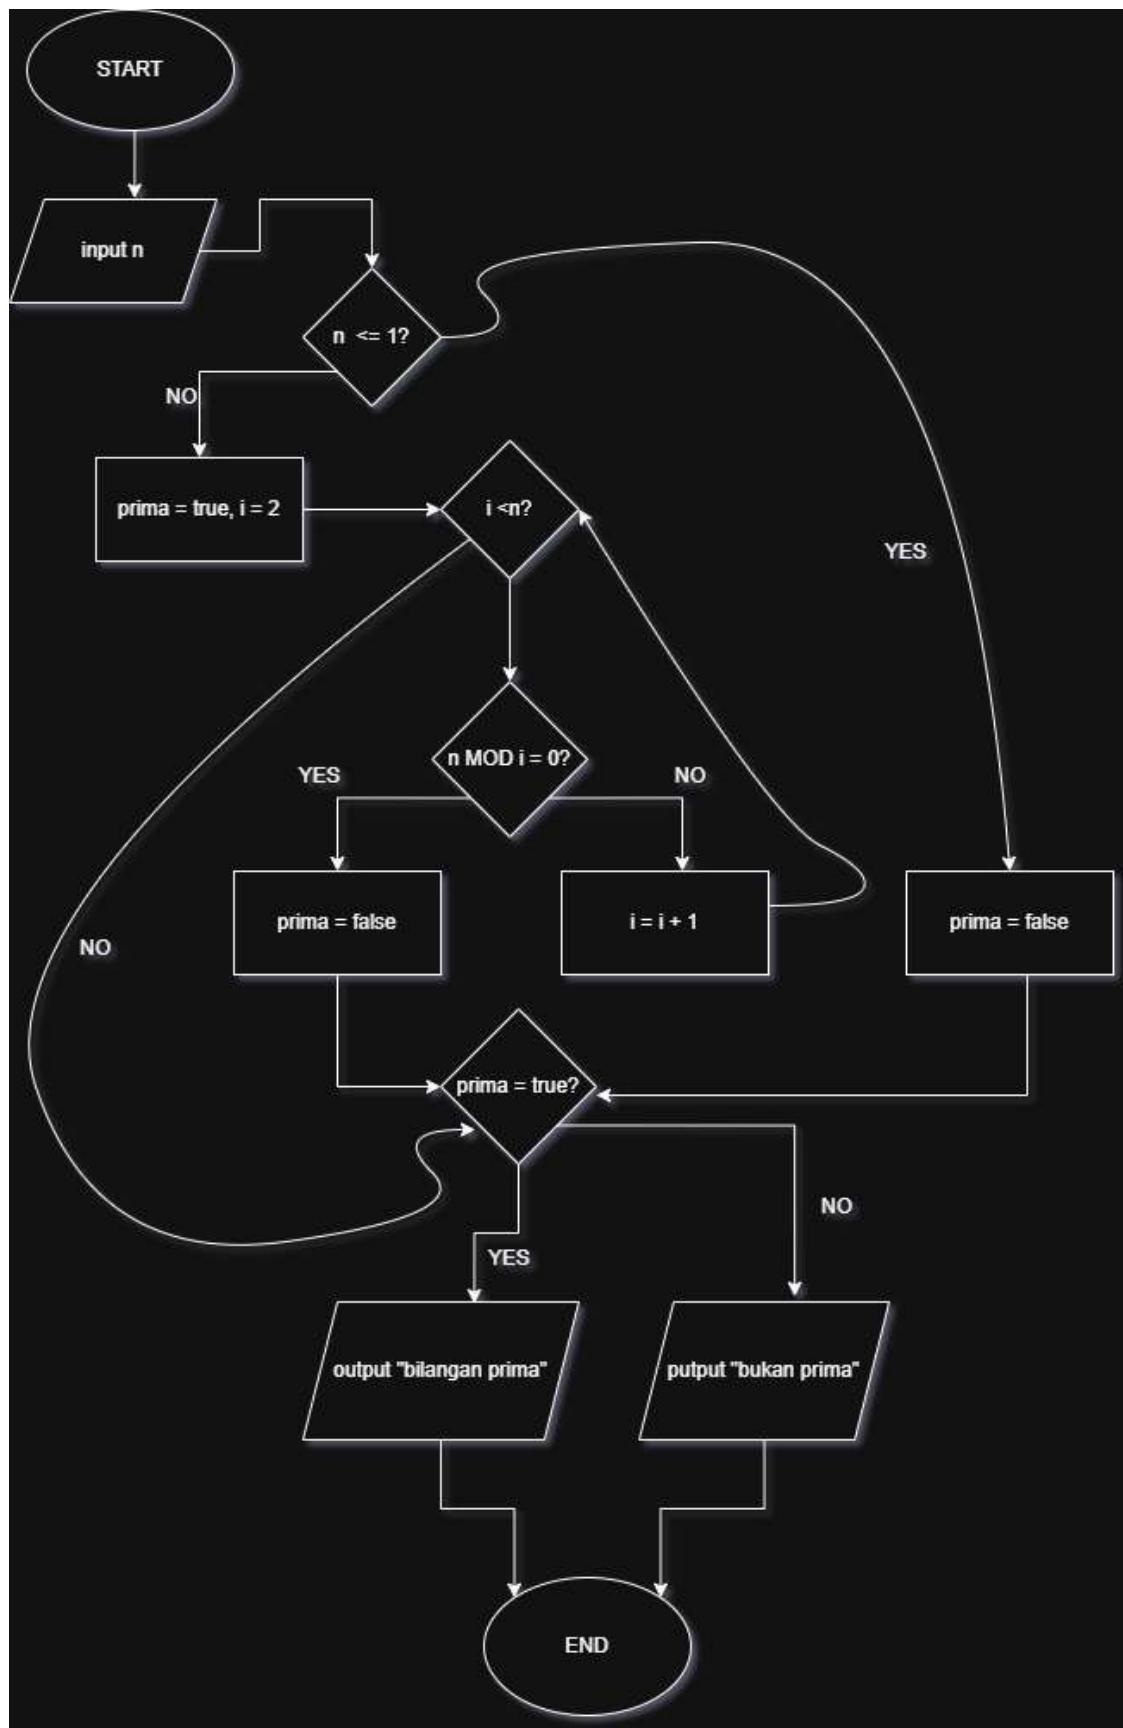 START
input n
n <= 1?
NO
prima = true, i = 2
i <n?
YES
n MOD i = 0?
YES
NO
prima = false
i = i + 1
prima = false
NO
prima = true?
NO
YES
output "bilangan prima"
putput "bukan prima"
END